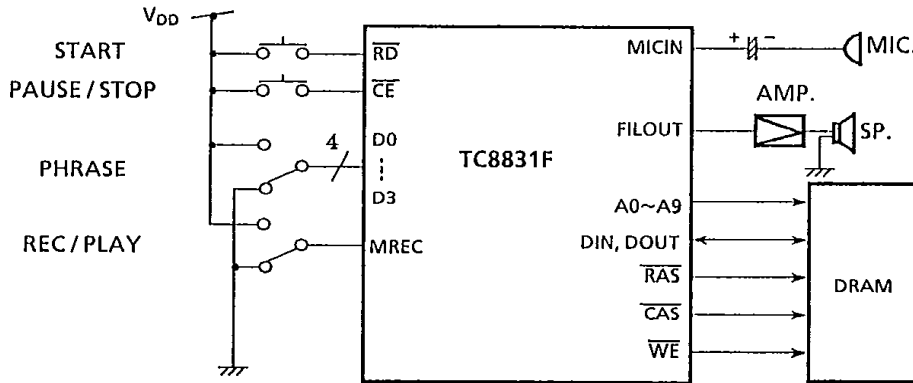 VDD
START
PAUSE / STOP
PHRASE
REC / PLAY
4
RD
CE
D0
D3
MREC
TC8831F
MICIN
FILOUT
A0~A9
DIN, DOUT
RAS
CAS
WE
+ −
MIC.
AMP.
SP.
DRAM